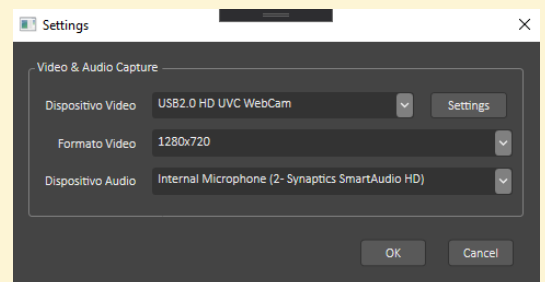 Settings
Video & Audio Capture
Dispositivo Video USB2.0 HD UVC WebCam Settings
Formato Video 1280x720
Dispositivo Audio Internal Microphone (2- Synaptics SmartAudio HD)
OK Cancel